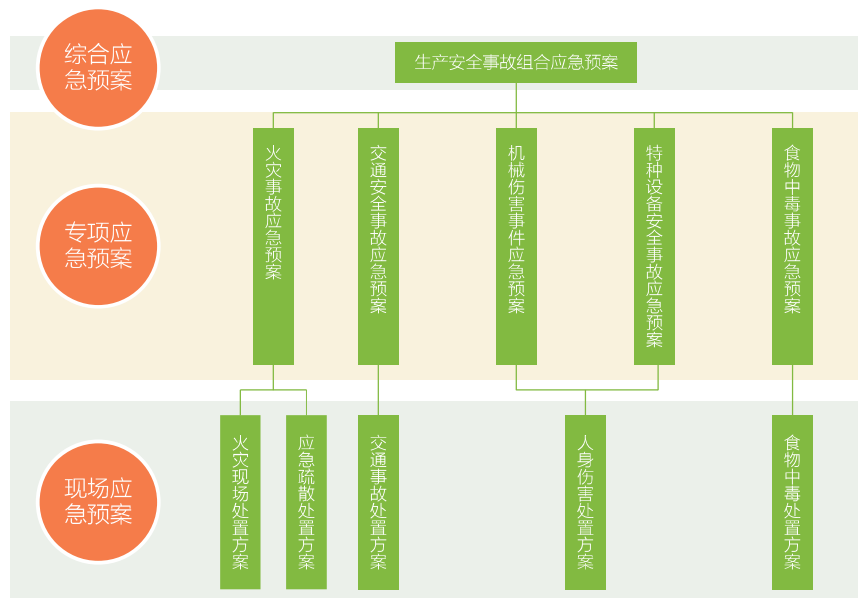 综合应
急预案
生产安全事故组合应急预案
专项应
急预案
火灾事故应急预案
交通安全事故应急预案
机械伤害事件应急预案
特种设备安全事故应急预案
食物中毒事故应急预案
现场应
急预案
火灾现场处置方案
应急疏散处置方案
交通事故处置方案
人身伤害处置方案
食物中毒处置方案